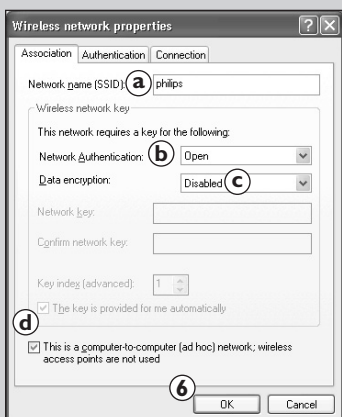 Wireless network properties
Association Authentication Connection
Network name (SSID): a philips
Wireless network key
This network requires a key for the following:
Network Authentication: b Open
Data encryption: Disabled c
Network key:
Confirm network key:
Key index (advanced): 1
The key is provided for me automatically
d
This is a computer-to-computer (ad hoc) network; wireless
access points are not used
6
OK Cancel